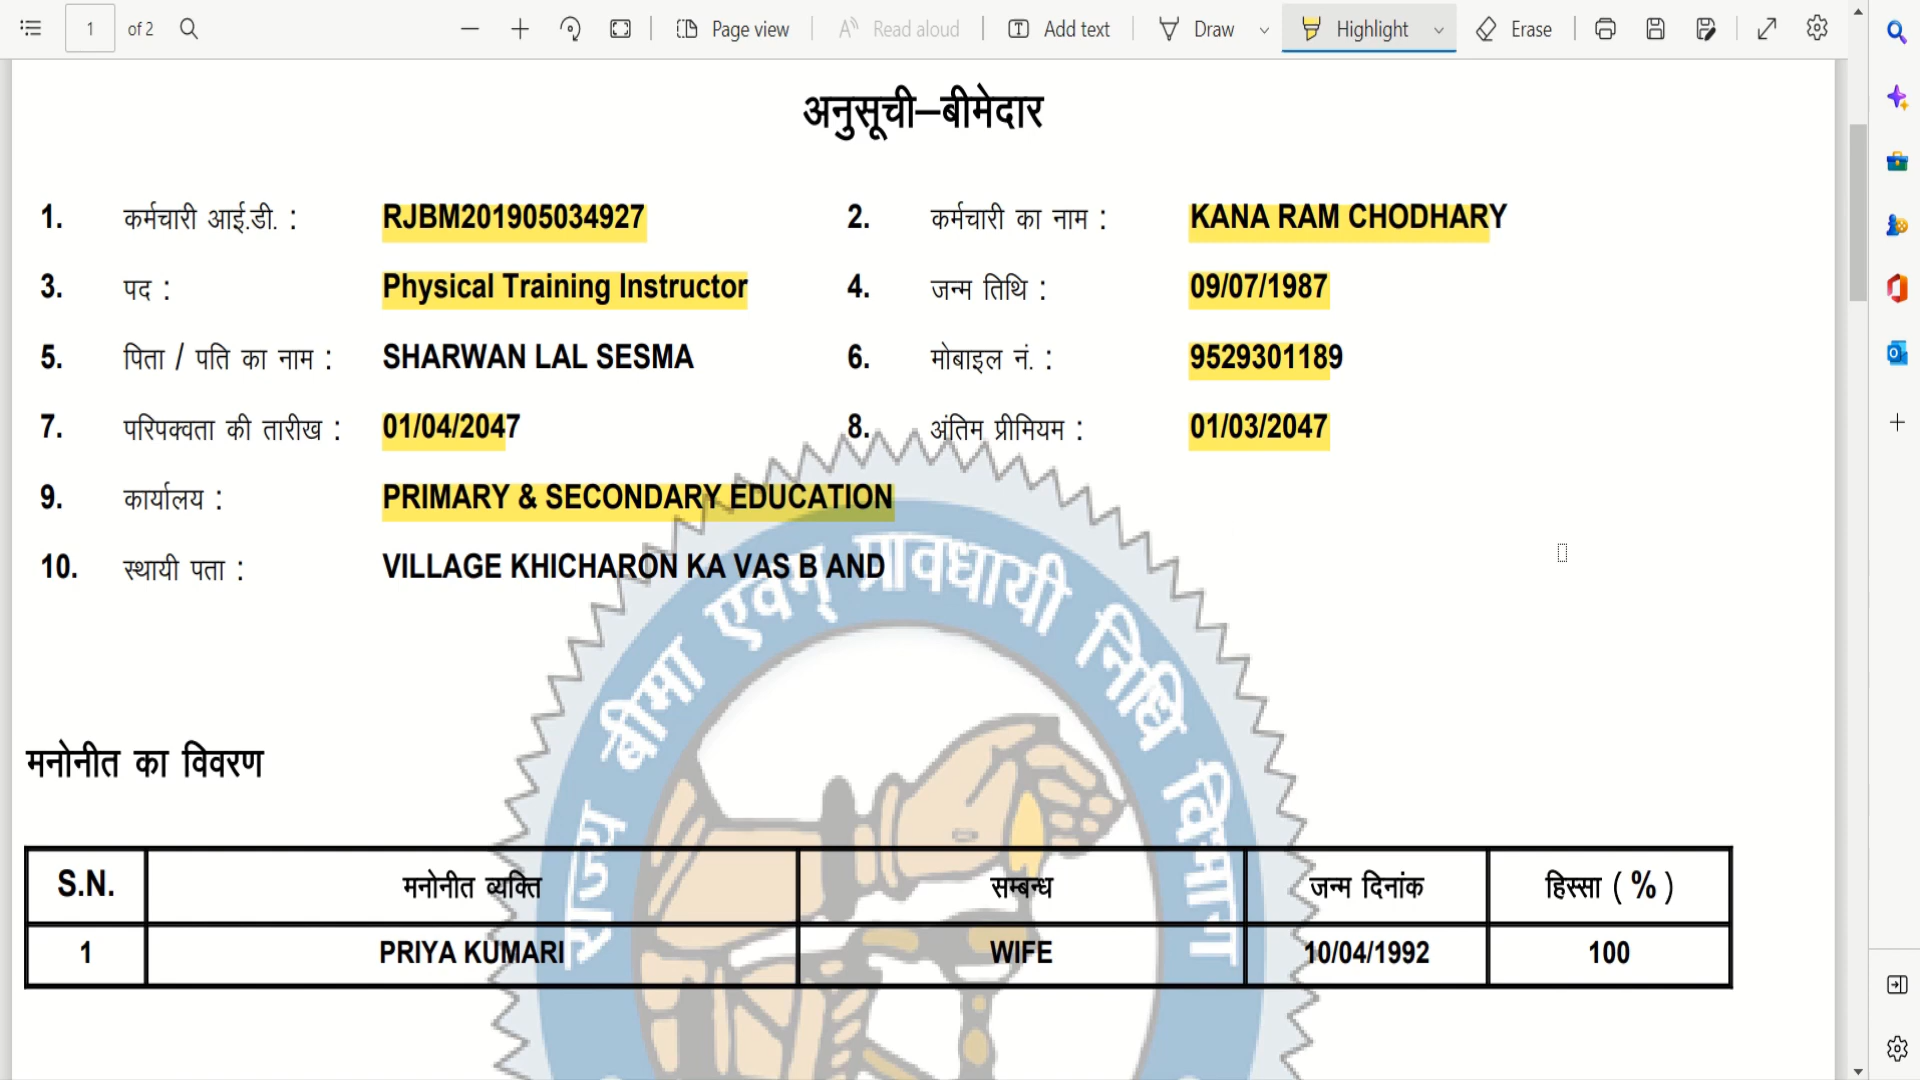 1 of 2 Page view Read aloud Add text Draw Highlight Erase
अनुसूची–बीमेदार
1. कर्मचारी आई.डी. : RJBM201905034927 2. कर्मचारी का नाम : KANA RAM CHODHARY
3. पद : Physical Training Instructor 4. जन्म तिथि : 09/07/1987
5. पिता / पति का नाम : SHARWAN LAL SESMA 6. मोबाइल नं. : 9529301189
7. परिपक्वता की तारीख : 01/04/2047 8. अंतिम प्रीमियम : 01/03/2047
9. कार्यालय : PRIMARY & SECONDARY EDUCATION
10. स्थायी पता : VILLAGE KHICHARON KA VAS B AND
राज्य बीमा एवम् प्रावधायी निधि विभाग
मनोनीत का विवरण
S.N. मनोनीत व्यक्ति सम्बन्ध जन्म दिनांक हिस्सा ( % )
1 PRIYA KUMARI WIFE 10/04/1992 100